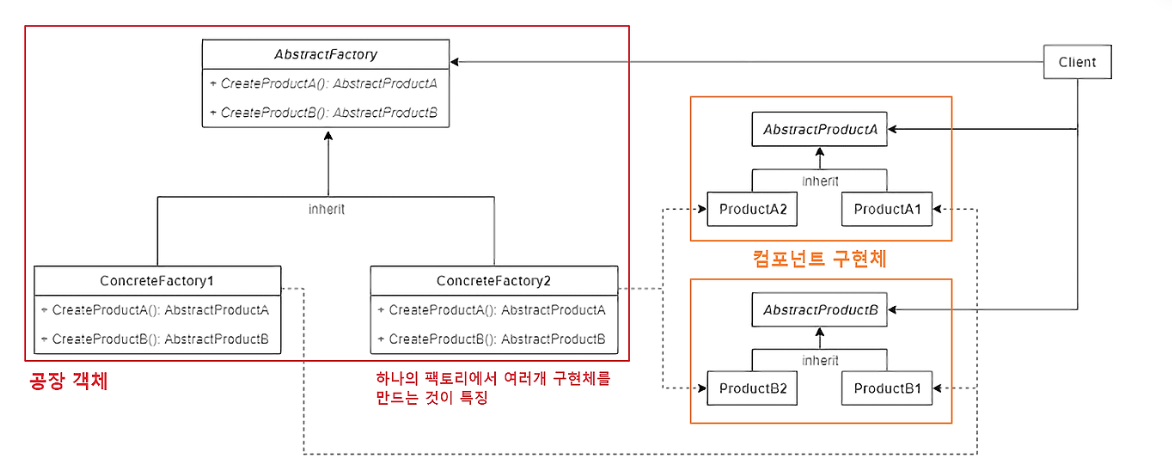 AbstractFactory
+ CreateProductA(): AbstractProductA
+ CreateProductB(): AbstractProductB
Client
AbstractProductA
inherit
ProductA2
ProductA1
컴포넌트 구현체
inherit
ConcreteFactory1
+ CreateProductA(): AbstractProductA
+ CreateProductB(): AbstractProductB
ConcreteFactory2
+ CreateProductA(): AbstractProductA
+ CreateProductB(): AbstractProductB
AbstractProductB
inherit
ProductB2
ProductB1
공장 객체
하나의 팩토리에서 여러개 구현체를
만드는 것이 특징